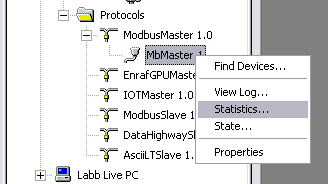 Protocols
ModbusMaster 1.0
MbMaster 1
Find Devices...
EnrafGPUMaste
IOTMaster 1.0
View Log...
ModbusSlave 1
Statistics...
State...
DataHighwaySl
AsciiLTSlave 1.0
Properties
Labb Live PC